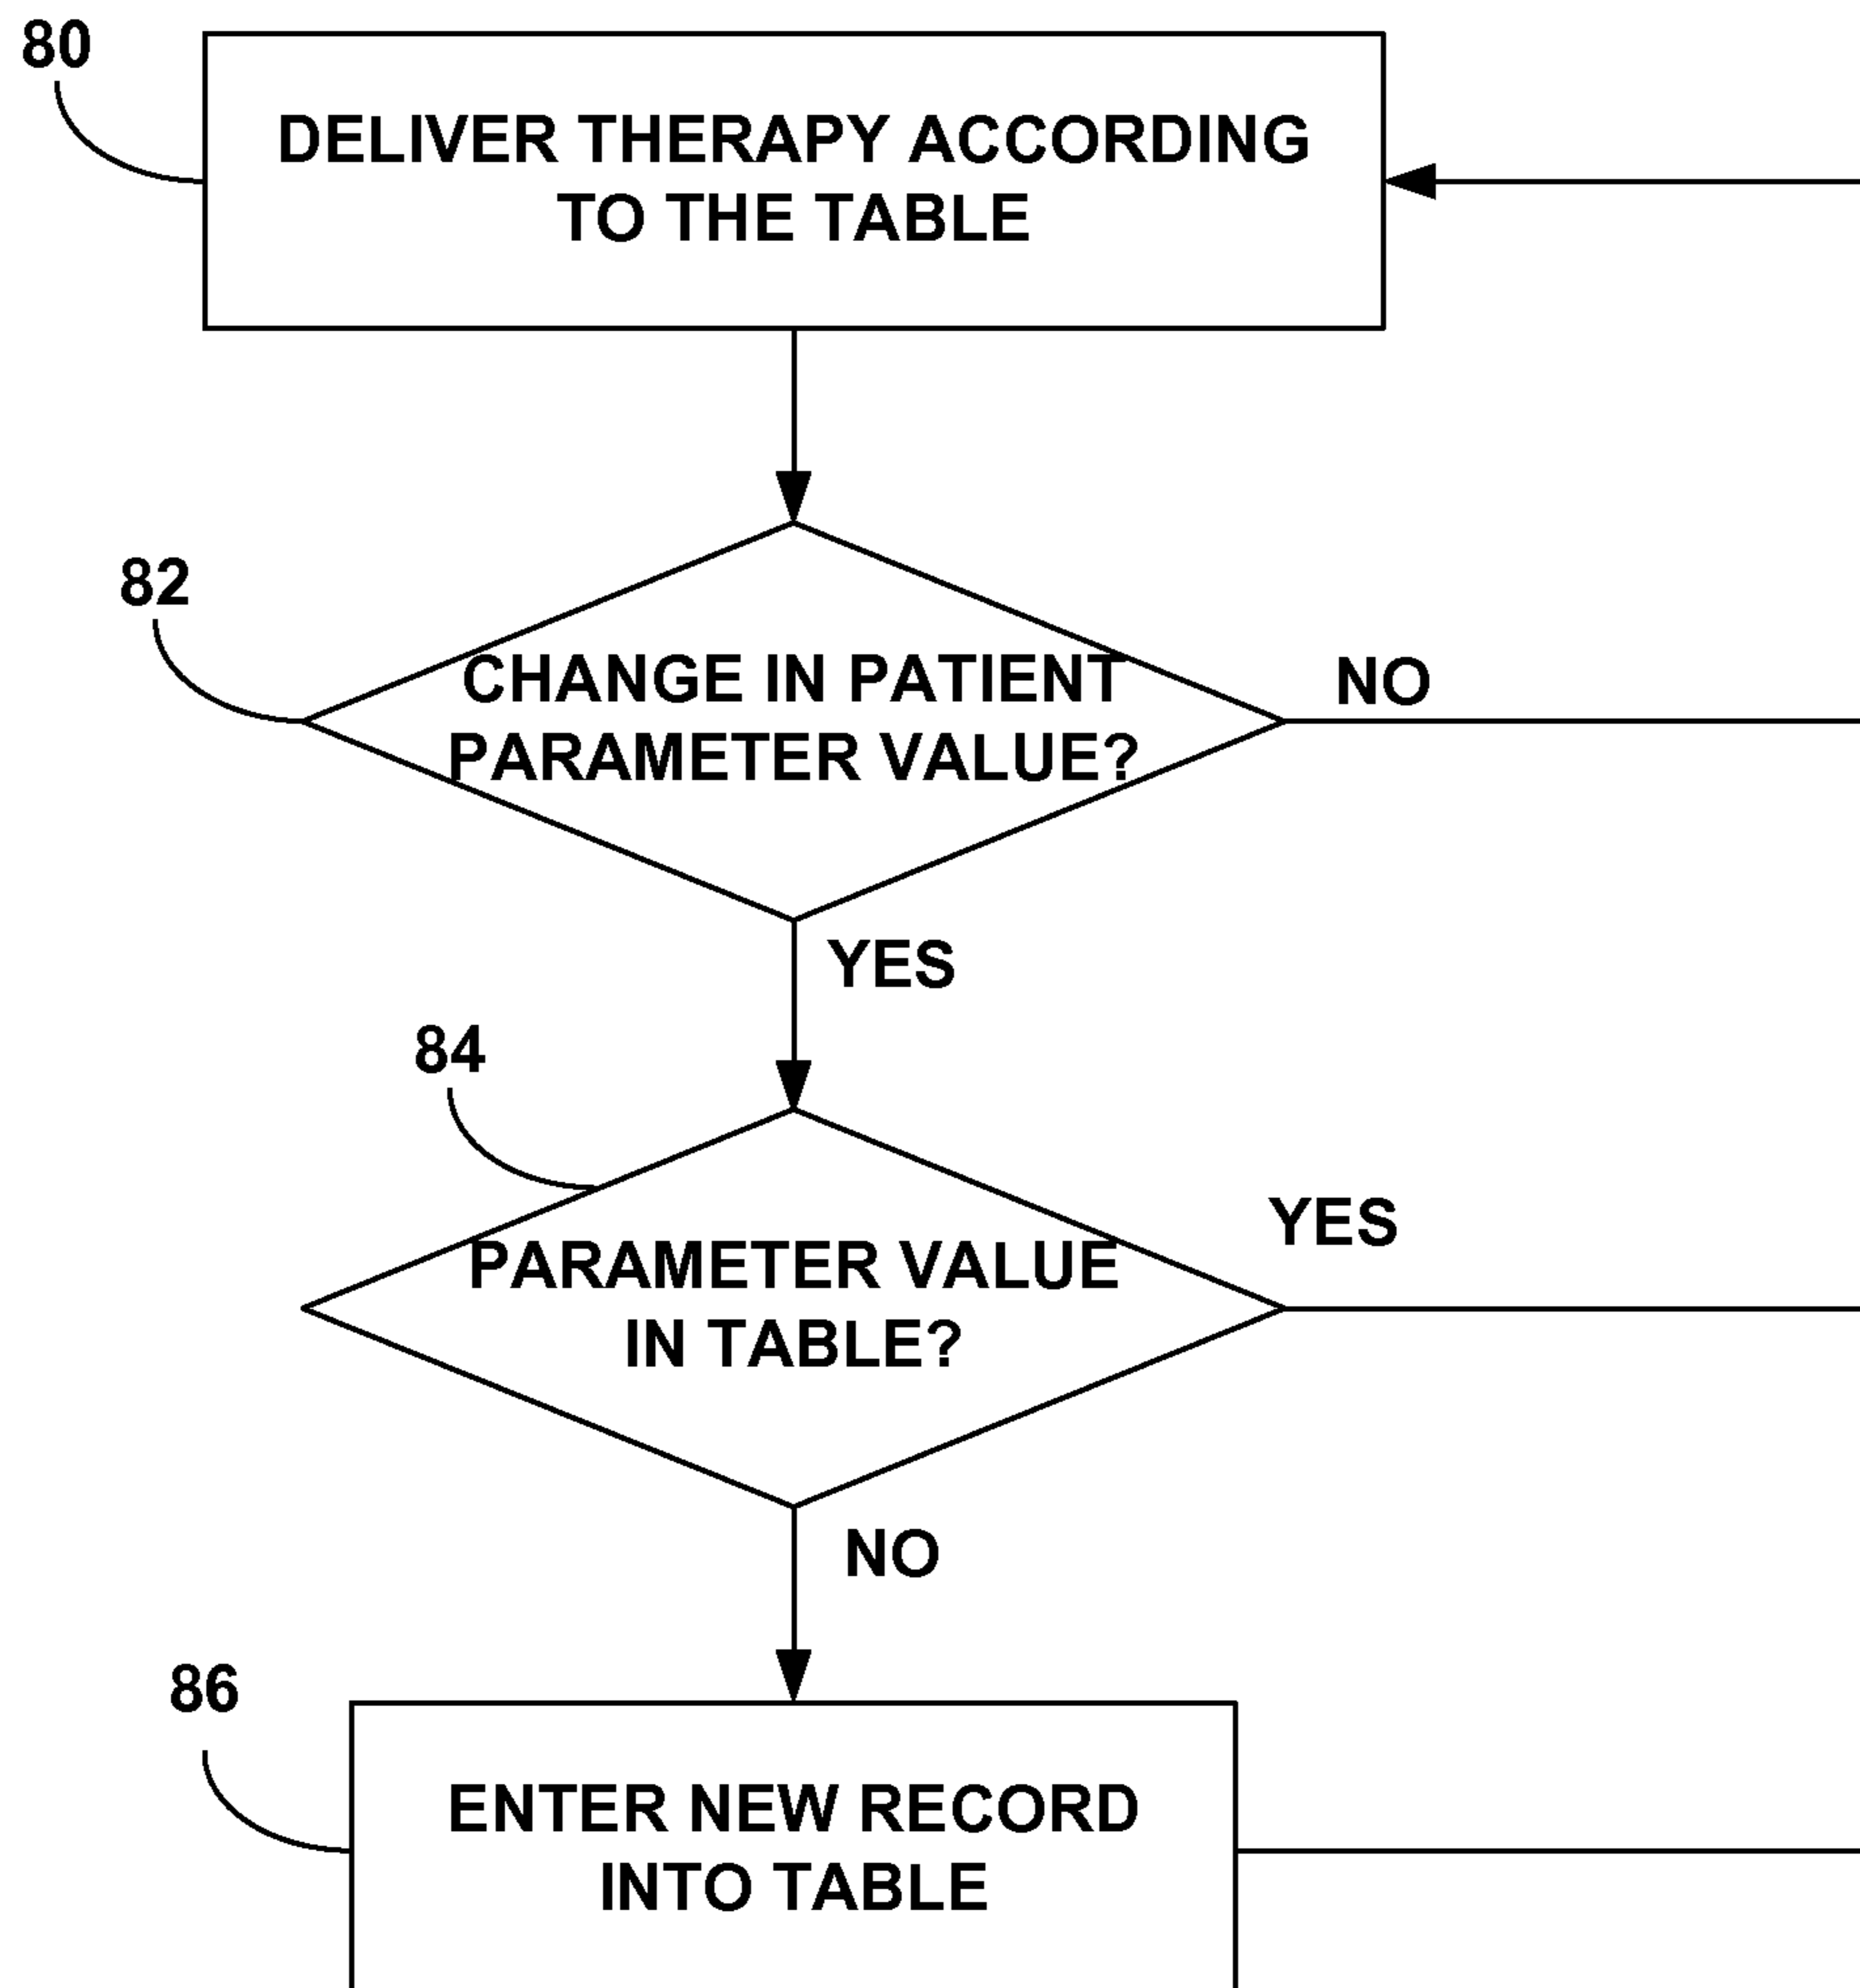 80
DELIVER THERAPY ACCORDING
TO THE TABLE
82
CHANGE IN PATIENT
PARAMETER VALUE?
NO
YES
84
PARAMETER VALUE
IN TABLE?
YES
NO
86
ENTER NEW RECORD
INTO TABLE